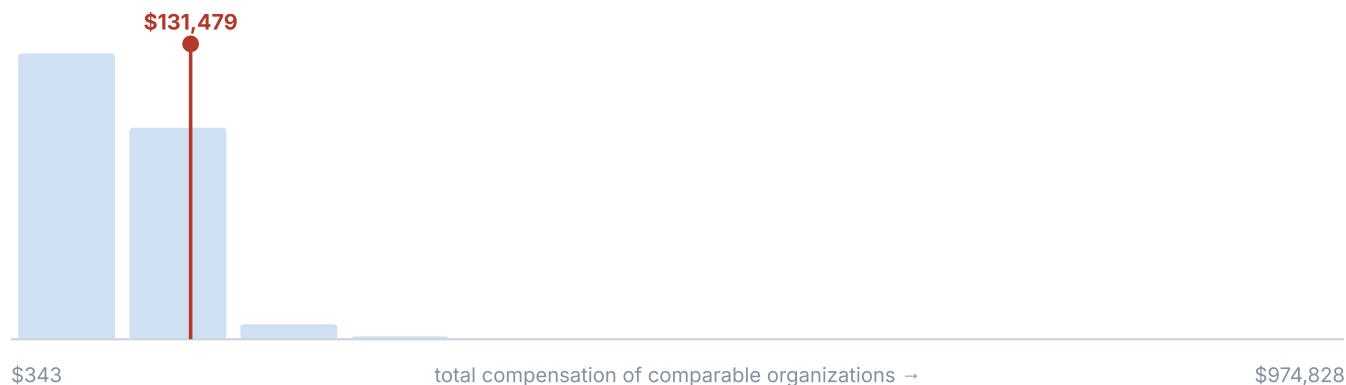 $131,479
$343 total compensation of comparable organizations → $974,828